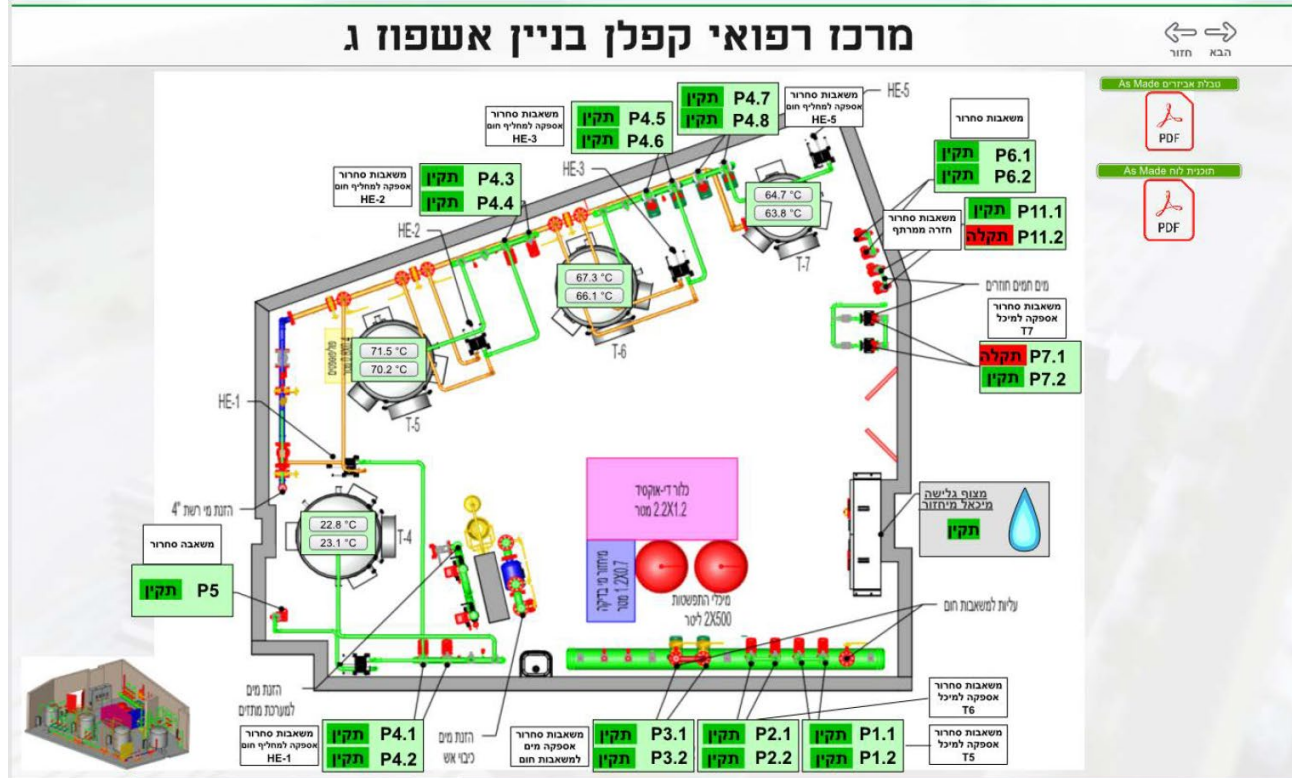 מרכז רפואי קפלן בניין אשפוז ג
הבא
חזור
טבלת אביזרים As Made
PDF
תוכנית לוח As Made
PDF
משאבות סחרור
אספקה למחליף חום
HE-2
תקין P4.3
תקין P4.4
HE-2
משאבות סחרור
אספקה למחליף חום
HE-3
תקין P4.5
תקין P4.6
HE-3
תקין P4.7
תקין P4.8
משאבות סחרור
אספקה למחליף חום
HE-5
HE-5
משאבות סחרור
תקין P6.1
תקין P6.2
משאבות סחרור
חזרה ממרתף
תקין P11.1
תקלה P11.2
מים חמים חוזרים
משאבות סחרור
אספקה למיכל
T7
תקלה P7.1
תקין P7.2
64.7 °C
63.8 °C
T-7
67.3 °C
66.1 °C
T-6
71.5 °C
70.2 °C
T-5
HE-1
הזנת מי רשת 4"
22.8 °C
23.1 °C
T-4
משאבה סחרור
תקין P5
כלור די-אוקסיד
2.2X1.2 מטר
מיחזור מי בדיקה
1.2X0.7 מטר
מיכלי התפשטות
2X500 ליטר
מצוף גלישה
מיכאל מיחזור
תקין
עליות למשאבות חום
הזנת מים
למערכת מתזים
הזנת מים
כיבוי אש
משאבות סחרור
אספקה למחליף חום
HE-1
תקין P4.1
תקין P4.2
משאבות סחרור
אספקה מים
למשאבות חום
תקין P3.1
תקין P3.2
תקין P2.1
תקין P2.2
משאבות סחרור
אספקה למיכל
T6
תקין P1.1
תקין P1.2
משאבות סחרור
אספקה למיכל
T5